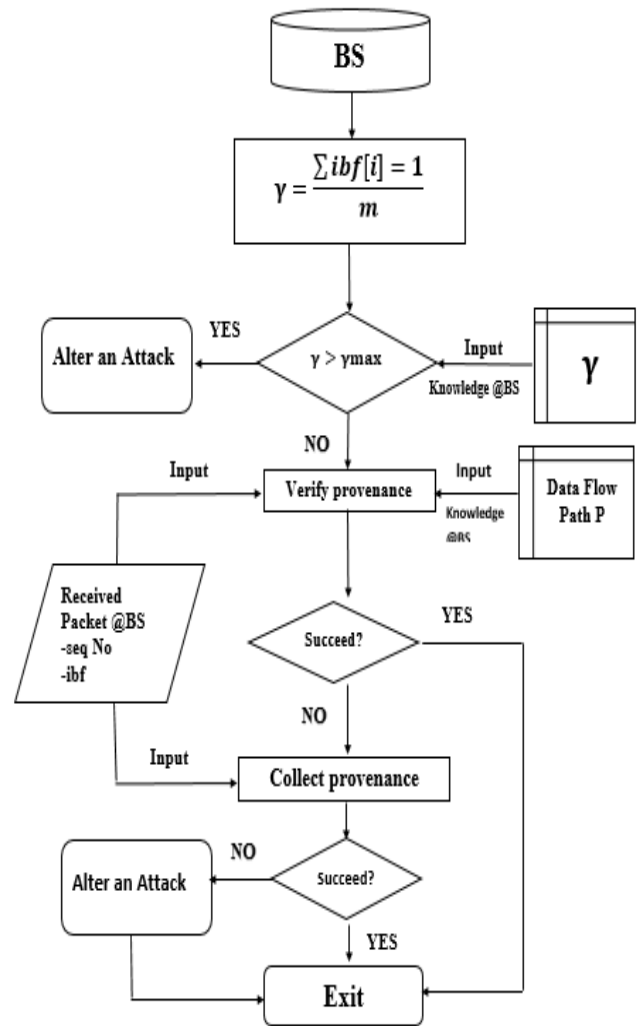 BS
γ = ∑ibf[i] = 1 / m
YES
Alter an Attack
γ > γmax
Input
Knowledge @BS
γ
NO
Input
Verify provenance
Input
Knowledge
@BS
Data Flow
Path P
Received
Packet @BS
-seq No
-ibf
Succeed?
YES
NO
Input
Collect provenance
NO
Alter an Attack
Succeed?
YES
Exit